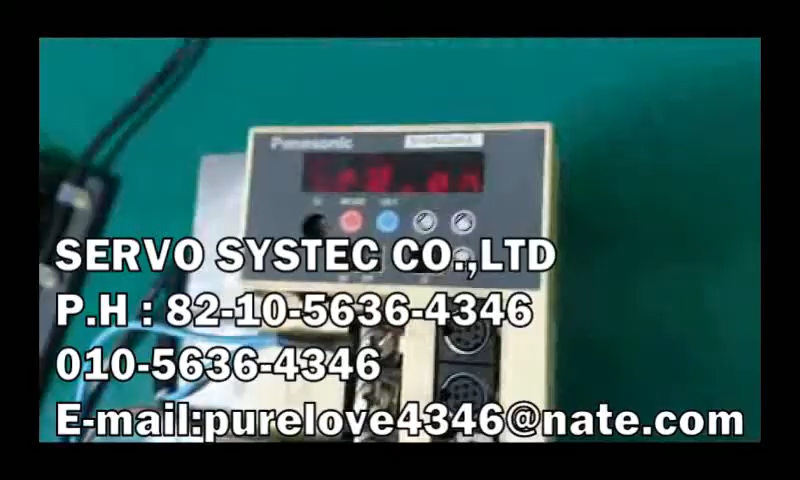 Panasonic
SERVO SYSTEC CO.,LTD
P.H : 82-10-5636-4346
010-5636-4346
E-mail:purelove4346@nate.com